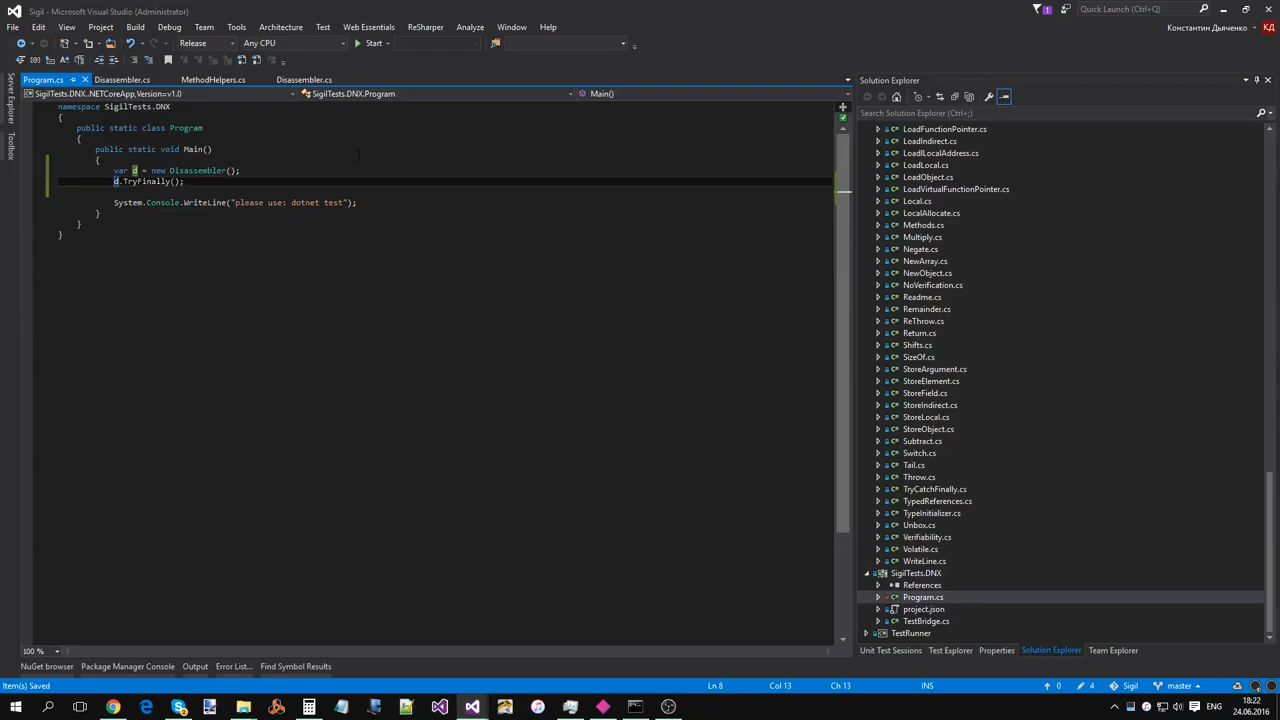 Sigil - Microsoft Visual Studio (Administrator)
Quick Launch (Ctrl+Q)
1
File Edit View Project Build Debug Team Tools Architecture Test Web Essentials ReSharper Analyze Window Help
Константин Дьяченко КД
Release Any CPU Start
Program.cs Disassembler.cs MethodHelpers.cs Disassembler.cs
SigilTests.DNX..NETCoreApp,Version=v1.0 SigilTests.DNX.Program Main()
namespace SigilTests.DNX
{
public static class Program
{
public static void Main()
{
var d = new Disassembler();
d.TryFinally();
System.Console.WriteLine("please use: dotnet test");
}
}
}
100 %
Server Explorer
Toolbox
Solution Explorer
Search Solution Explorer (Ctrl+;)
LoadFunctionPointer.cs
LoadIndirect.cs
LoadLocalAddress.cs
LoadLocal.cs
LoadObject.cs
LoadVirtualFunctionPointer.cs
Local.cs
LocalAllocate.cs
Methods.cs
Multiply.cs
Negate.cs
NewArray.cs
NewObject.cs
NoVerification.cs
Readme.cs
Remainder.cs
ReThrow.cs
Return.cs
Shifts.cs
SizeOf.cs
StoreArgument.cs
StoreElement.cs
StoreField.cs
StoreIndirect.cs
StoreLocal.cs
StoreObject.cs
Subtract.cs
Switch.cs
Tail.cs
Throw.cs
TryCatchFinally.cs
TypedReferences.cs
TypeInitializer.cs
Unbox.cs
Verifiability.cs
Volatile.cs
WriteLine.cs
SigilTests.DNX
References
Program.cs
project.json
TestBridge.cs
TestRunner
Unit Test Sessions Test Explorer Properties Solution Explorer Team Explorer
NuGet browser Package Manager Console Output Error List... Find Symbol Results
Item(s) Saved Ln 8 Col 13 Ch 13 INS 0 4 Sigil master
ENG 18:22
24.06.2016